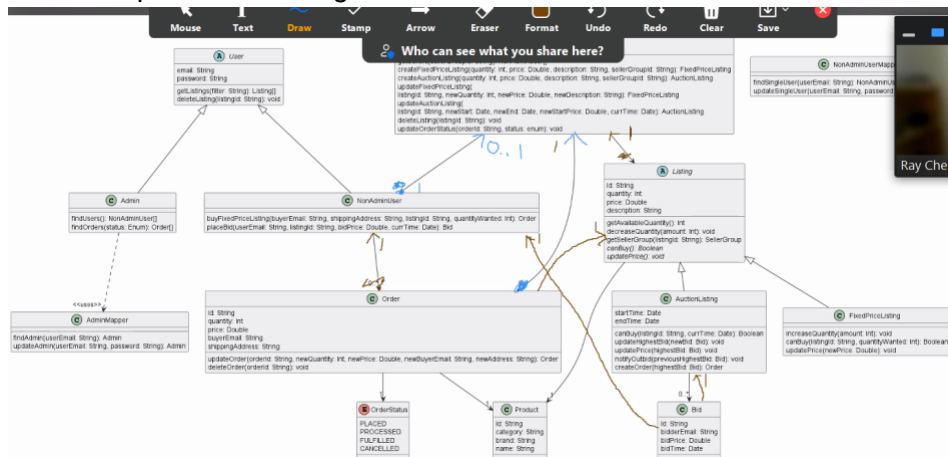 Mouse Text Draw Stamp Arrow Eraser Format Undo Redo Clear Save
Who can see what you share here?
A User
email: String
password: String
getListings(filter: String): Listing[]
deleteListing(listingId: String): void
createFixedPriceListing(quantity: Int, price: Double, description: String, sellerGroupId: String): FixedPriceListing
createAuctionListing(quantity: Int, price: Double, description: String, sellerGroupId: String): AuctionListing
updateFixedPriceListing(
listingId: String, newQuantity: Int, newPrice: Double, newDescription: String): FixedPriceListing
updateAuctionListing(
listingId: String, newStart: Date, newEnd: Date, newStartPrice: Double, currTime: Date): AuctionListing
deleteListing(listingId: String): void
updateOrderStatus(orderId: String, status: enum): void
C NonAdminUserMapp
findSingleUser(userEmail: String): NonAdminUs
updateSingleUser(userEmail: String, password
Ray Che
0..1
1
1
1
C Admin
findUsers(): NonAdminUser[]
findOrders(status: Enum): Order[]
C NonAdminUser
buyFixedPriceListing(buyerEmail: String, shippingAddress: String, listingId: String, quantityWanted: Int): Order
placeBid(userEmail: String, listingId: String, bidPrice: Double, currTime: Date): Bid
A Listing
id: String
quantity: Int
price: Double
description: String
getAvailableQuantity(): Int
decreaseQuantity(amount: Int): void
getSellerGroup(listingId: String): SellerGroup
canBuy(): Boolean
updatePrice(): void
1
1
1
<<uses>>
C AdminMapper
findAdmin(userEmail: String): Admin
updateAdmin(userEmail: String, password: String): Admin
C Order
id: String
quantity: Int
price: Double
buyerEmail: String
shippingAddress: String
updateOrder(orderId: String, newQuantity: Int, newPrice: Double, newBuyerEmail: String, newAddress: String): Order
deleteOrder(orderId: String): void
C AuctionListing
startTime: Date
endTime: Date
canBuy(listingId: String, currTime: Date): Boolean
updateHighestBid(newBid: Bid): void
updatePrice(highestBid: Bid): void
notifyOutbid(previousHighestBid: Bid): void
createOrder(highestBid: Bid): Order
C FixedPriceListing
increaseQuantity(amount: Int): void
canBuy(listingId: String, quantityWanted: Int): Boolean
updatePrice(newPrice: Double): void
1
1
1
0..*
1
E OrderStatus
PLACED
PROCESSED
FULFILLED
CANCELLED
C Product
id: String
category: String
brand: String
name: String
C Bid
id: String
bidderEmail: String
bidPrice: Double
bidTime: Date